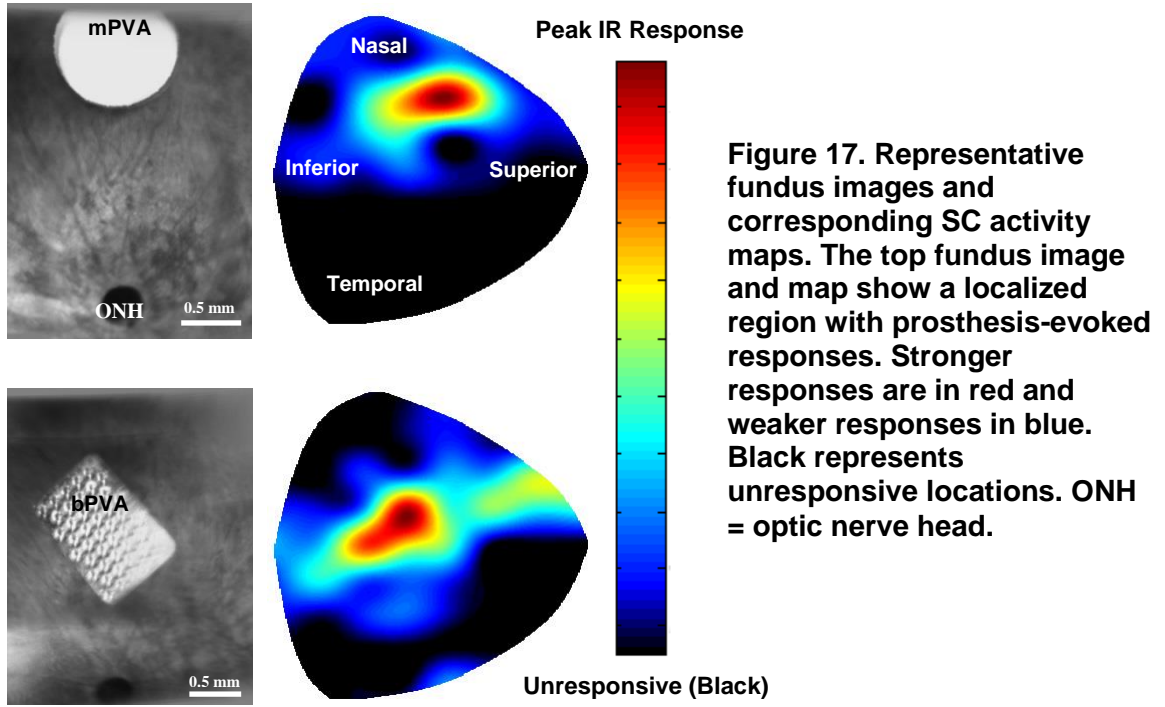 mPVA
ONH
0.5 mm
Nasal
Inferior
Superior
Temporal
bPVA
0.5 mm
Peak IR Response
Unresponsive (Black)
Figure 17. Representative
fundus images and
corresponding SC activity
maps. The top fundus image
and map show a localized
region with prosthesis-evoked
responses. Stronger
responses are in red and
weaker responses in blue.
Black represents
unresponsive locations. ONH
= optic nerve head.